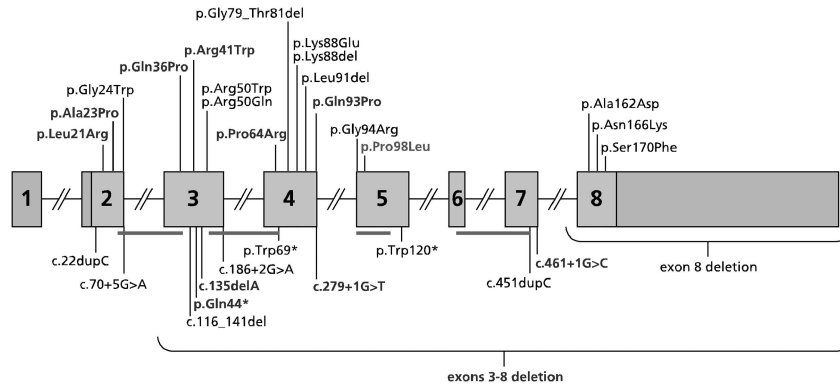 p.Gly79_Thr81del
p.Lys88Glu
p.Arg41Trp
p.Lys88del
p.Gln36Pro
p.Leu91del
p.Gly24Trp
p.Arg50Trp
p.Arg50Gln
p.Gln93Pro
p.Ala162Asp
p.Ala23Pro
p.Leu21Arg
p.Pro64Arg
p.Gly94Arg
p.Asn166Lys
p.Pro98Leu
p.Ser170Phe
1 2 3 4 5 6 7 8
c.22dupC
p.Trp69*
p.Trp120*
c.186+2G>A
c.461+1G>C
exon 8 deletion
c.70+5G>A
c.135delA
c.279+1G>T
c.451dupC
p.Gln44*
c.116_141del
exons 3-8 deletion